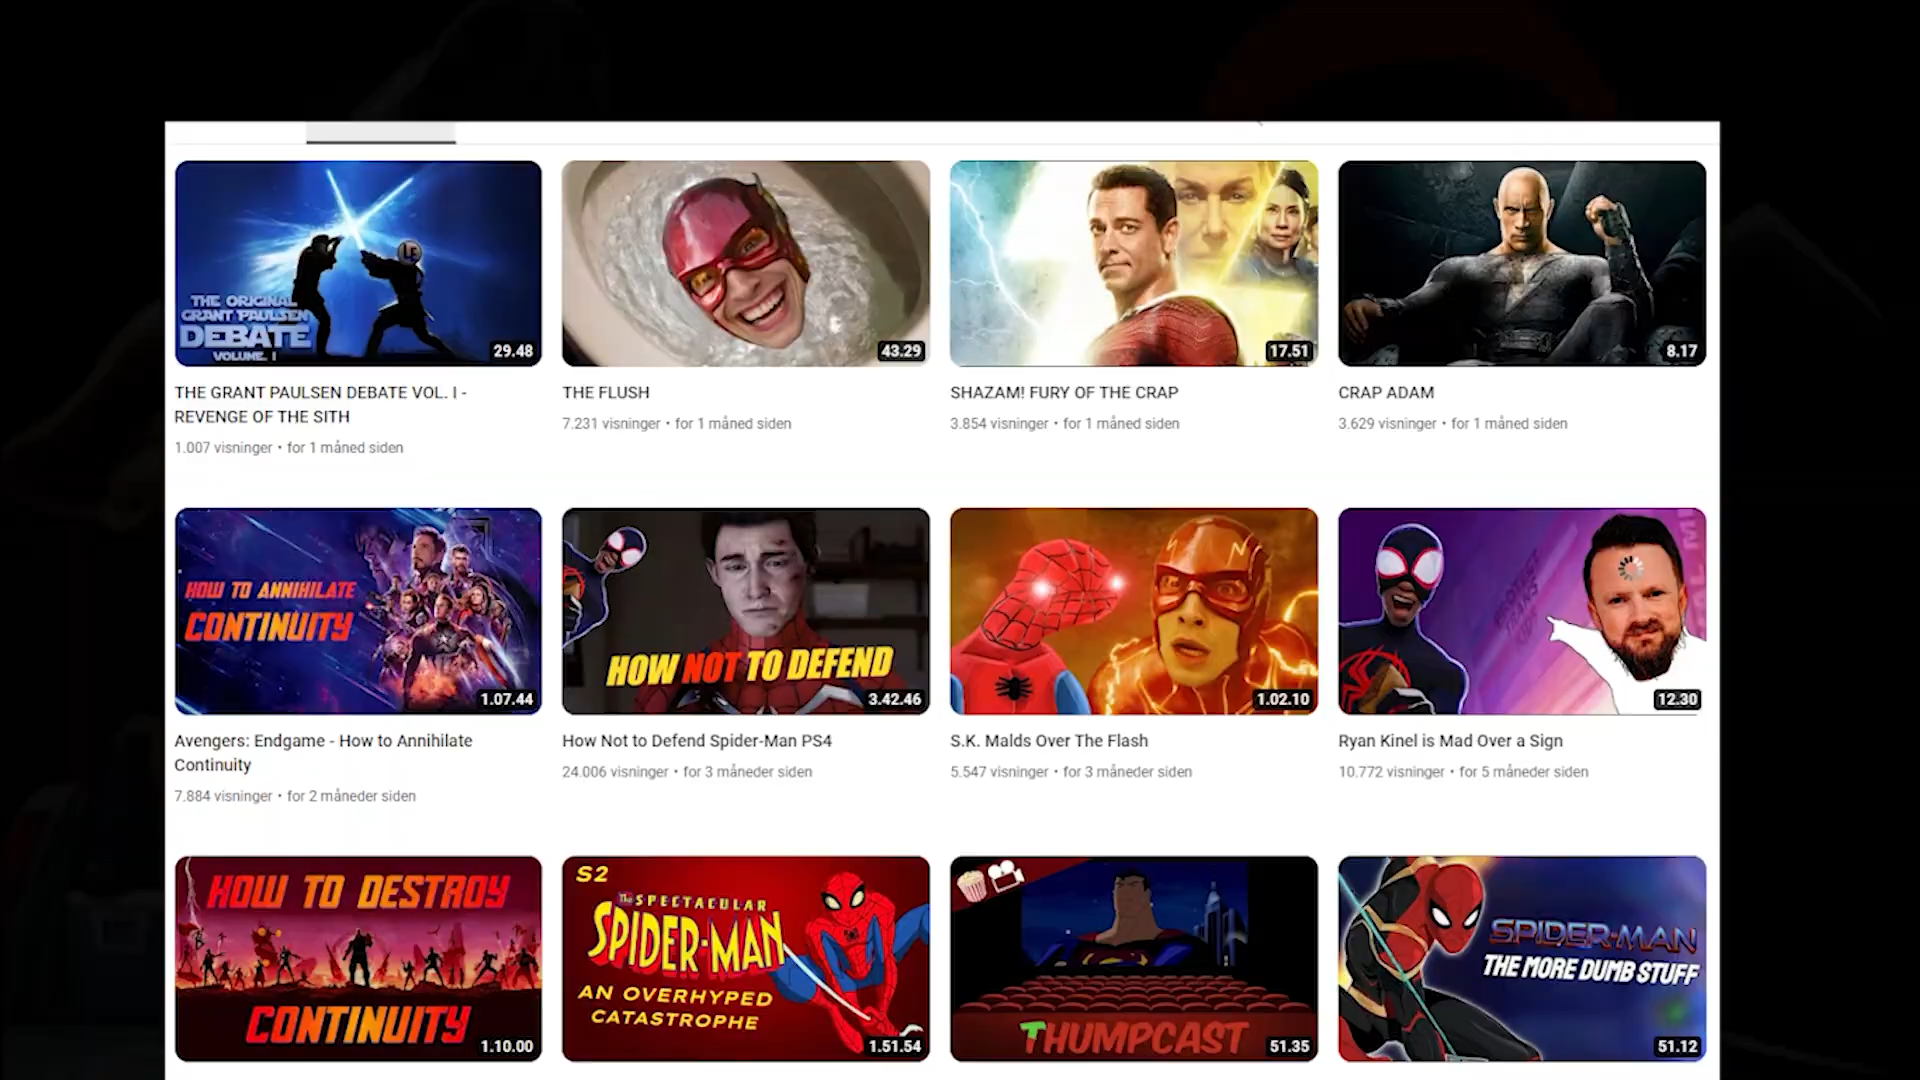 THE ORIGINAL
GRANT PAULSEN
DEBATE
VOLUME. I
LF
29.48
43.29
17.51
8.17
THE GRANT PAULSEN DEBATE VOL. I -
REVENGE OF THE SITH
1.007 visninger • for 1 måned siden
THE FLUSH
7.231 visninger • for 1 måned siden
SHAZAM! FURY OF THE CRAP
3.854 visninger • for 1 måned siden
CRAP ADAM
3.629 visninger • for 1 måned siden
HOW TO ANNIHILATE
CONTINUITY
1.07.44
HOW NOT TO DEFEND
3.42.46
1.02.10
12.30
Avengers: Endgame - How to Annihilate
Continuity
7.884 visninger • for 2 måneder siden
How Not to Defend Spider-Man PS4
24.006 visninger • for 3 måneder siden
S.K. Malds Over The Flash
5.547 visninger • for 3 måneder siden
Ryan Kinel is Mad Over a Sign
10.772 visninger • for 5 måneder siden
HOW TO DESTROY
CONTINUITY
1.10.00
S2
The SPECTACULAR
SPIDER-MAN
AN OVERHYPED
CATASTROPHE
1.51.54
THUMPCAST
51.35
SPIDER-MAN
THE MORE DUMB STUFF
51.12